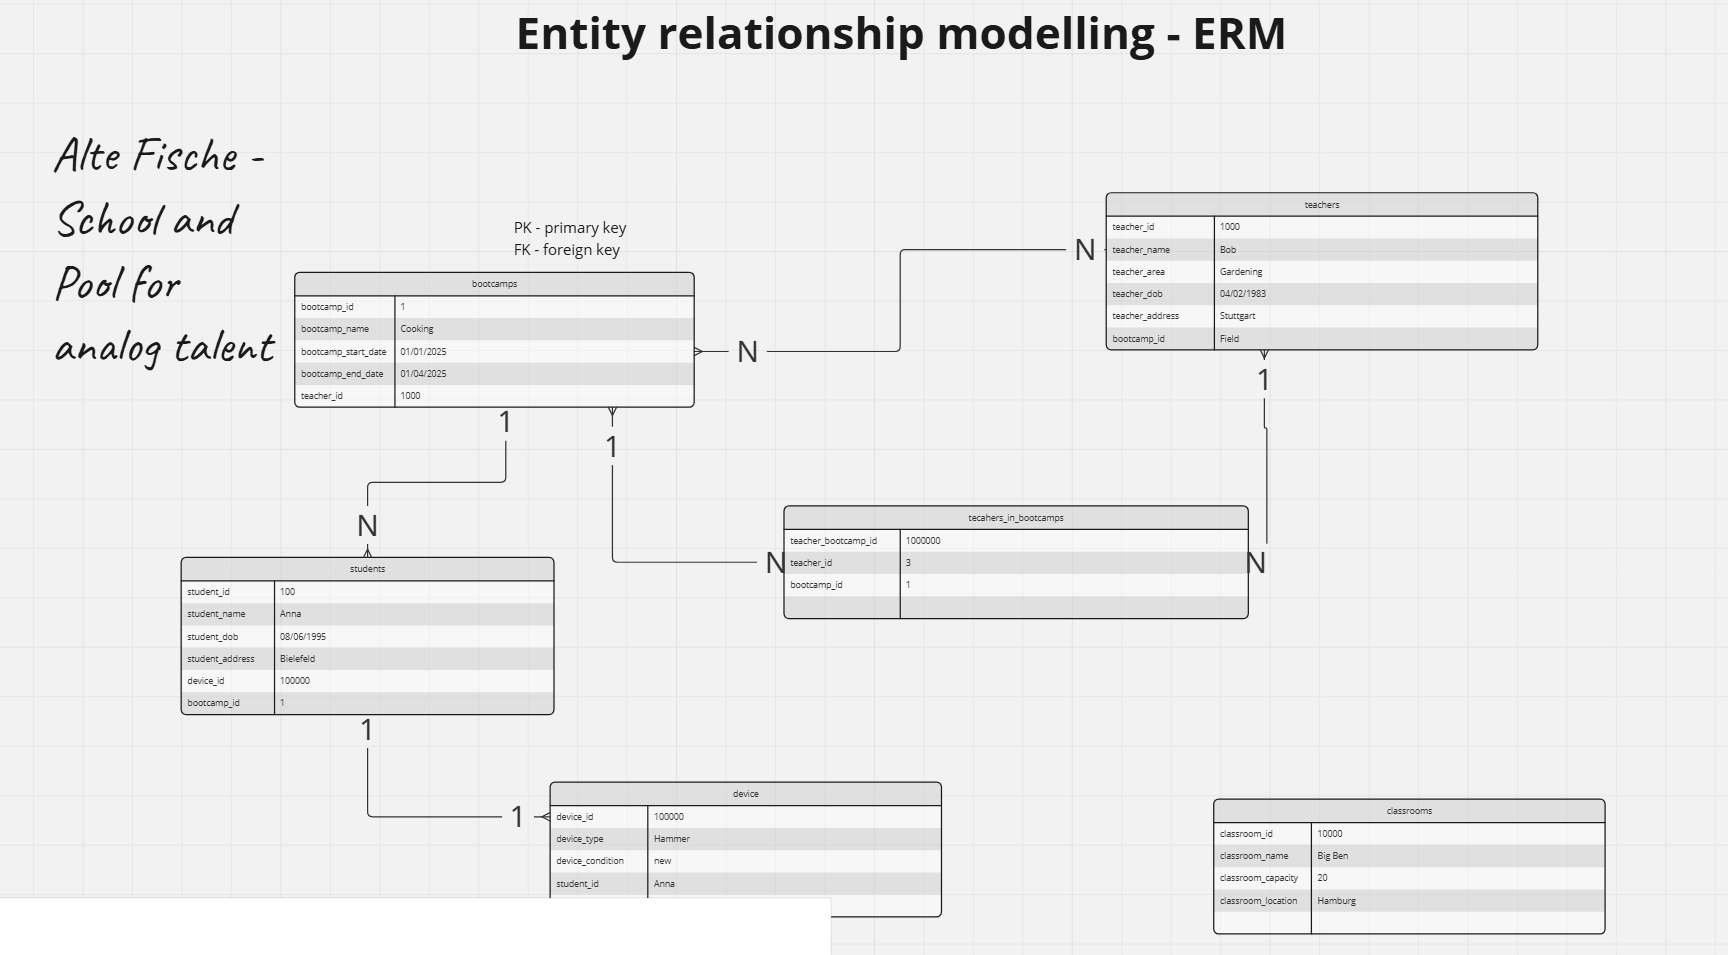 Entity relationship modelling - ERM
Alte Fische -
School and
Pool for
analog talent
PK - primary key
FK - foreign key
bootcamps
bootcamp_id 1
bootcamp_name Cooking
bootcamp_start_date 01/01/2025
bootcamp_end_date 01/04/2025
teacher_id 1000
N
N
teachers
teacher_id 1000
teacher_name Bob
teacher_area Gardening
teacher_dob 04/02/1983
teacher_address Stuttgart
bootcamp_id Field
1
1
1
N
tecahers_in_bootcamps
teacher_bootcamp_id 1000000
teacher_id 3
bootcamp_id 1
N
N
students
student_id 100
student_name Anna
student_dob 08/06/1995
student_address Bielefeld
device_id 100000
bootcamp_id 1
1
1
device
device_id 100000
device_type Hammer
device_condition new
student_id Anna
classrooms
classroom_id 10000
classroom_name Big Ben
classroom_capacity 20
classroom_location Hamburg